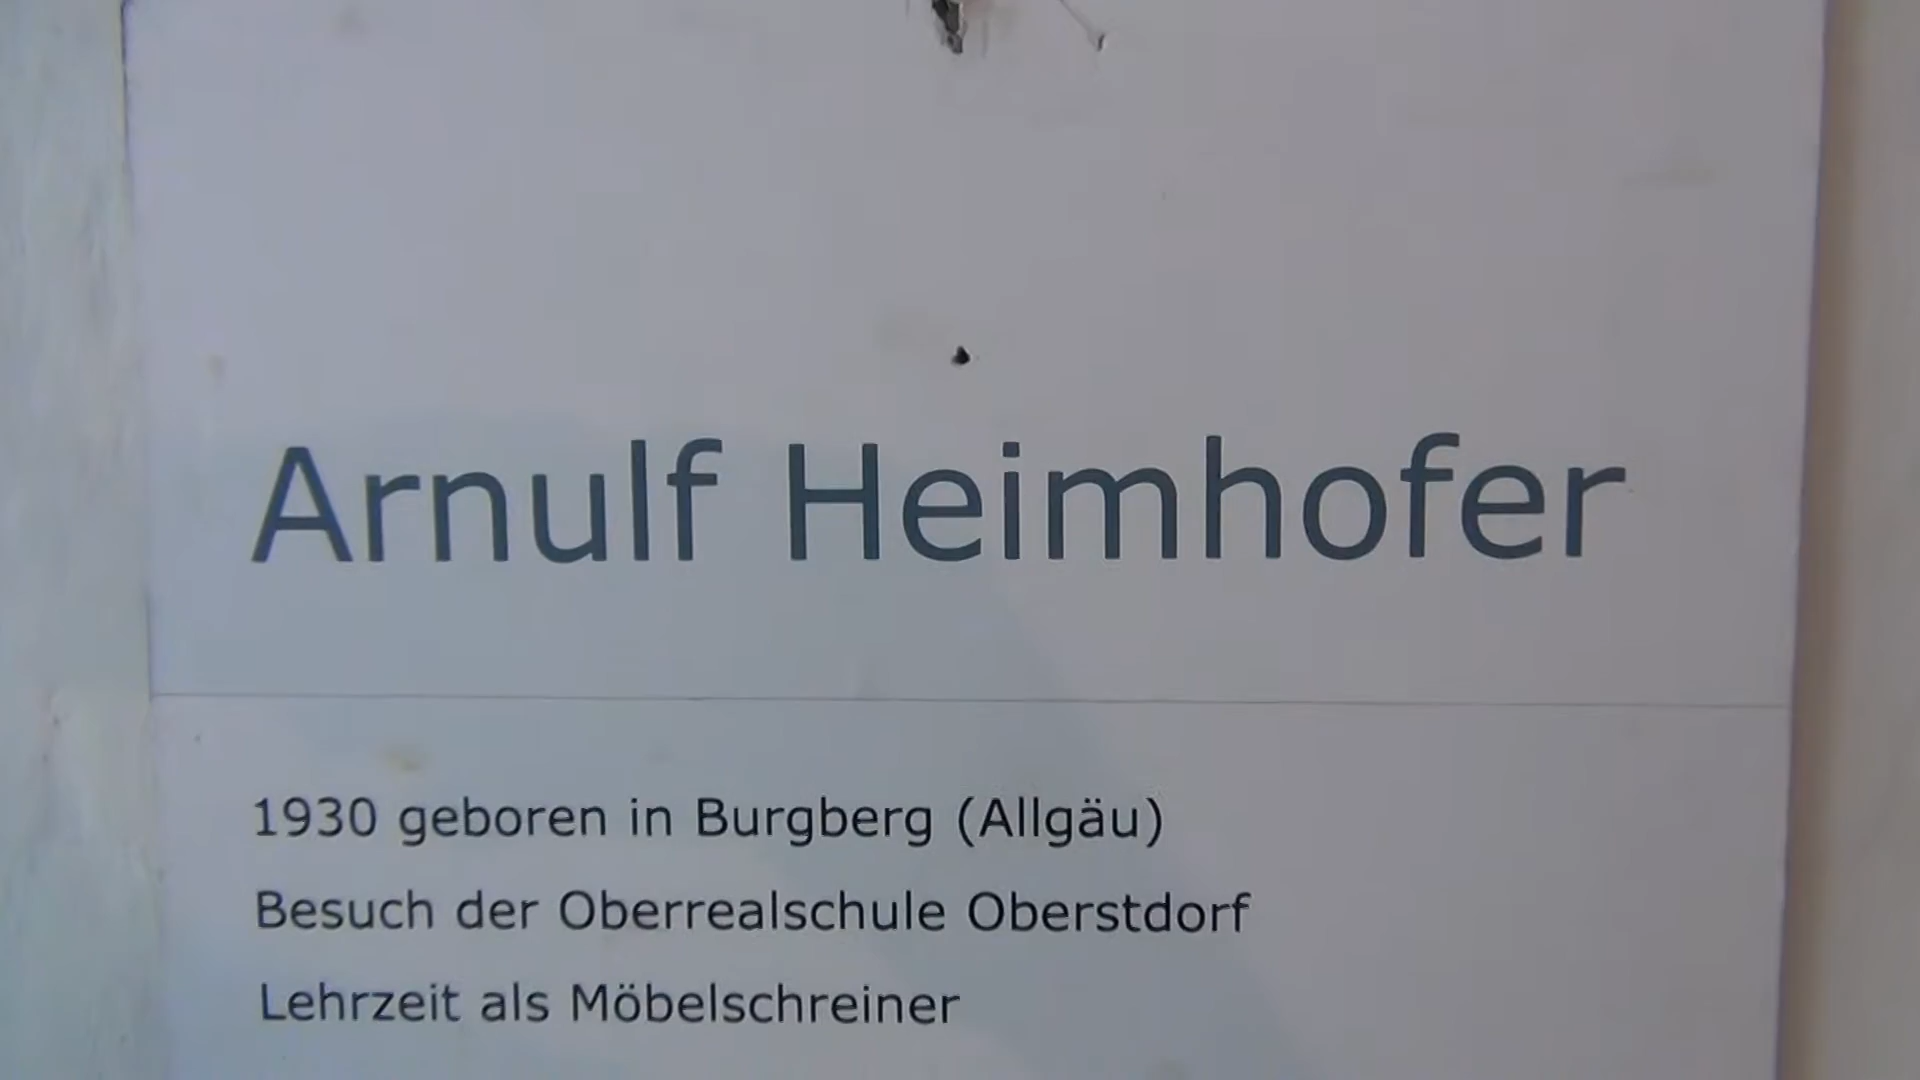 Arnulf Heimhofer
1930 geboren in Burgberg (Allgäu)
Besuch der Oberrealschule Oberstdorf
Lehrzeit als Möbelschreiner